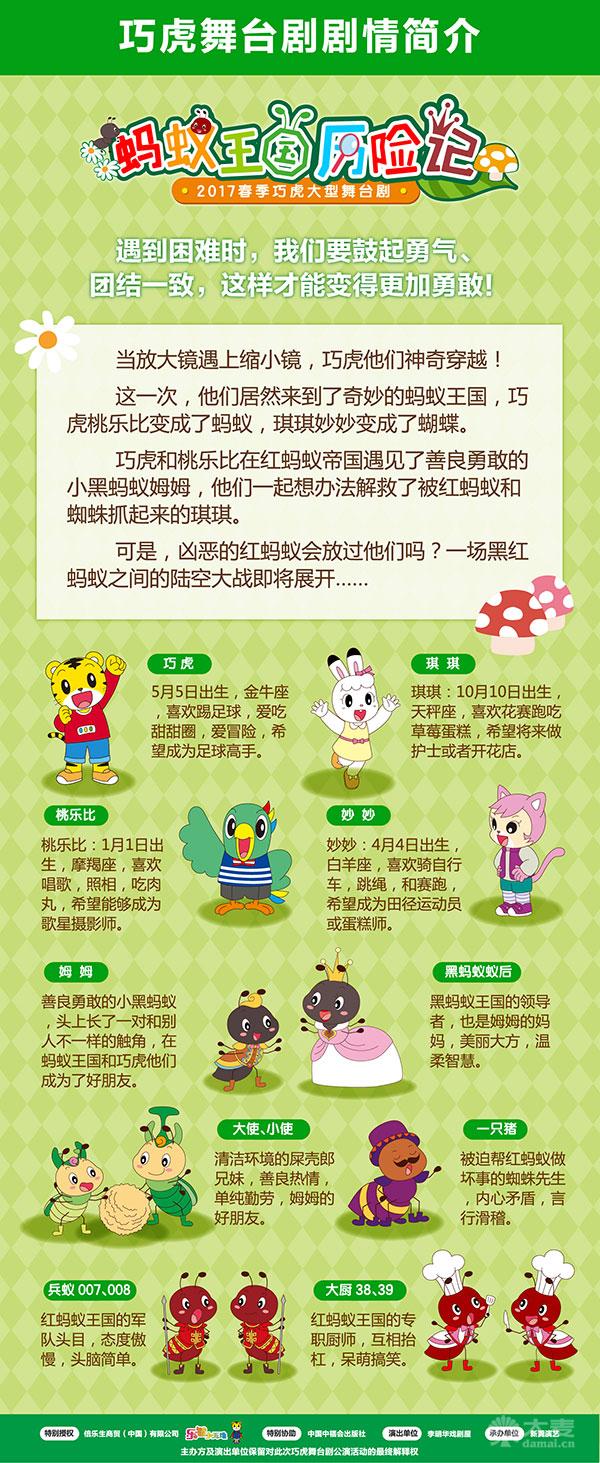 巧虎舞台剧剧情简介
蚂蚁王国历险记
2017春季巧虎大型舞台剧
遇到困难时，我们要鼓起勇气、
团结一致，这样才能变得更加勇敢！
当放大镜遇上缩小镜，巧虎他们神奇穿越！
这一次，他们居然来到了奇妙的蚂蚁王国，巧
虎桃乐比变成了蚂蚁，琪琪妙妙变成了蝴蝶。
巧虎和桃乐比在红蚂蚁帝国遇见了善良勇敢的
小黑蚂蚁姆姆，他们一起想办法解救了被红蚂蚁和
蜘蛛抓起来的琪琪。
可是，凶恶的红蚂蚁会放过他们吗？一场黑红
蚂蚁之间的陆空大战即将展开......
巧虎
5月5日出生，金牛座
，喜欢踢足球，爱吃
甜甜圈，爱冒险，希
望成为足球高手。
琪琪
琪琪：10月10日出生，
天秤座，喜欢花赛跑吃
草莓蛋糕，希望将来做
护士或者开花店。
桃乐比
桃乐比：1月1日出
生，摩羯座，喜欢
唱歌，照相，吃肉
丸，希望能够成为
歌星摄影师。
妙妙
妙妙：4月4日出生，
白羊座，喜欢骑自行
车，跳绳，和赛跑，
希望成为田径运动员
或蛋糕师。
姆姆
善良勇敢的小黑蚂蚁
，头上长了一对和别
人不一样的触角，在
蚂蚁王国和巧虎他们
成为了好朋友。
黑蚂蚁蚁后
黑蚂蚁王国的领导
者，也是姆姆的妈
妈，美丽大方，温
柔智慧。
大使、小使
清洁环境的屎壳郎
兄妹，善良热情，
单纯勤劳，姆姆的
好朋友。
一只猪
被迫帮红蚂蚁做
坏事的蜘蛛先生
，内心矛盾，言
行滑稽。
兵蚁 007、008
红蚂蚁王国的军
队头目，态度傲
慢，头脑简单。
大厨 38、39
红蚂蚁王国的专
职厨师，互相抬
杠，呆萌搞笑。
特别授权 倍乐生商贸（中国）有限公司 乐智小天地 特别协助 中国中福会出版社 演出单位 李明华戏剧屋 承办单位 新翼演艺
主办方及演出单位保留对此次巧虎舞台剧公演活动的最终解释权
大麦
damai.cn